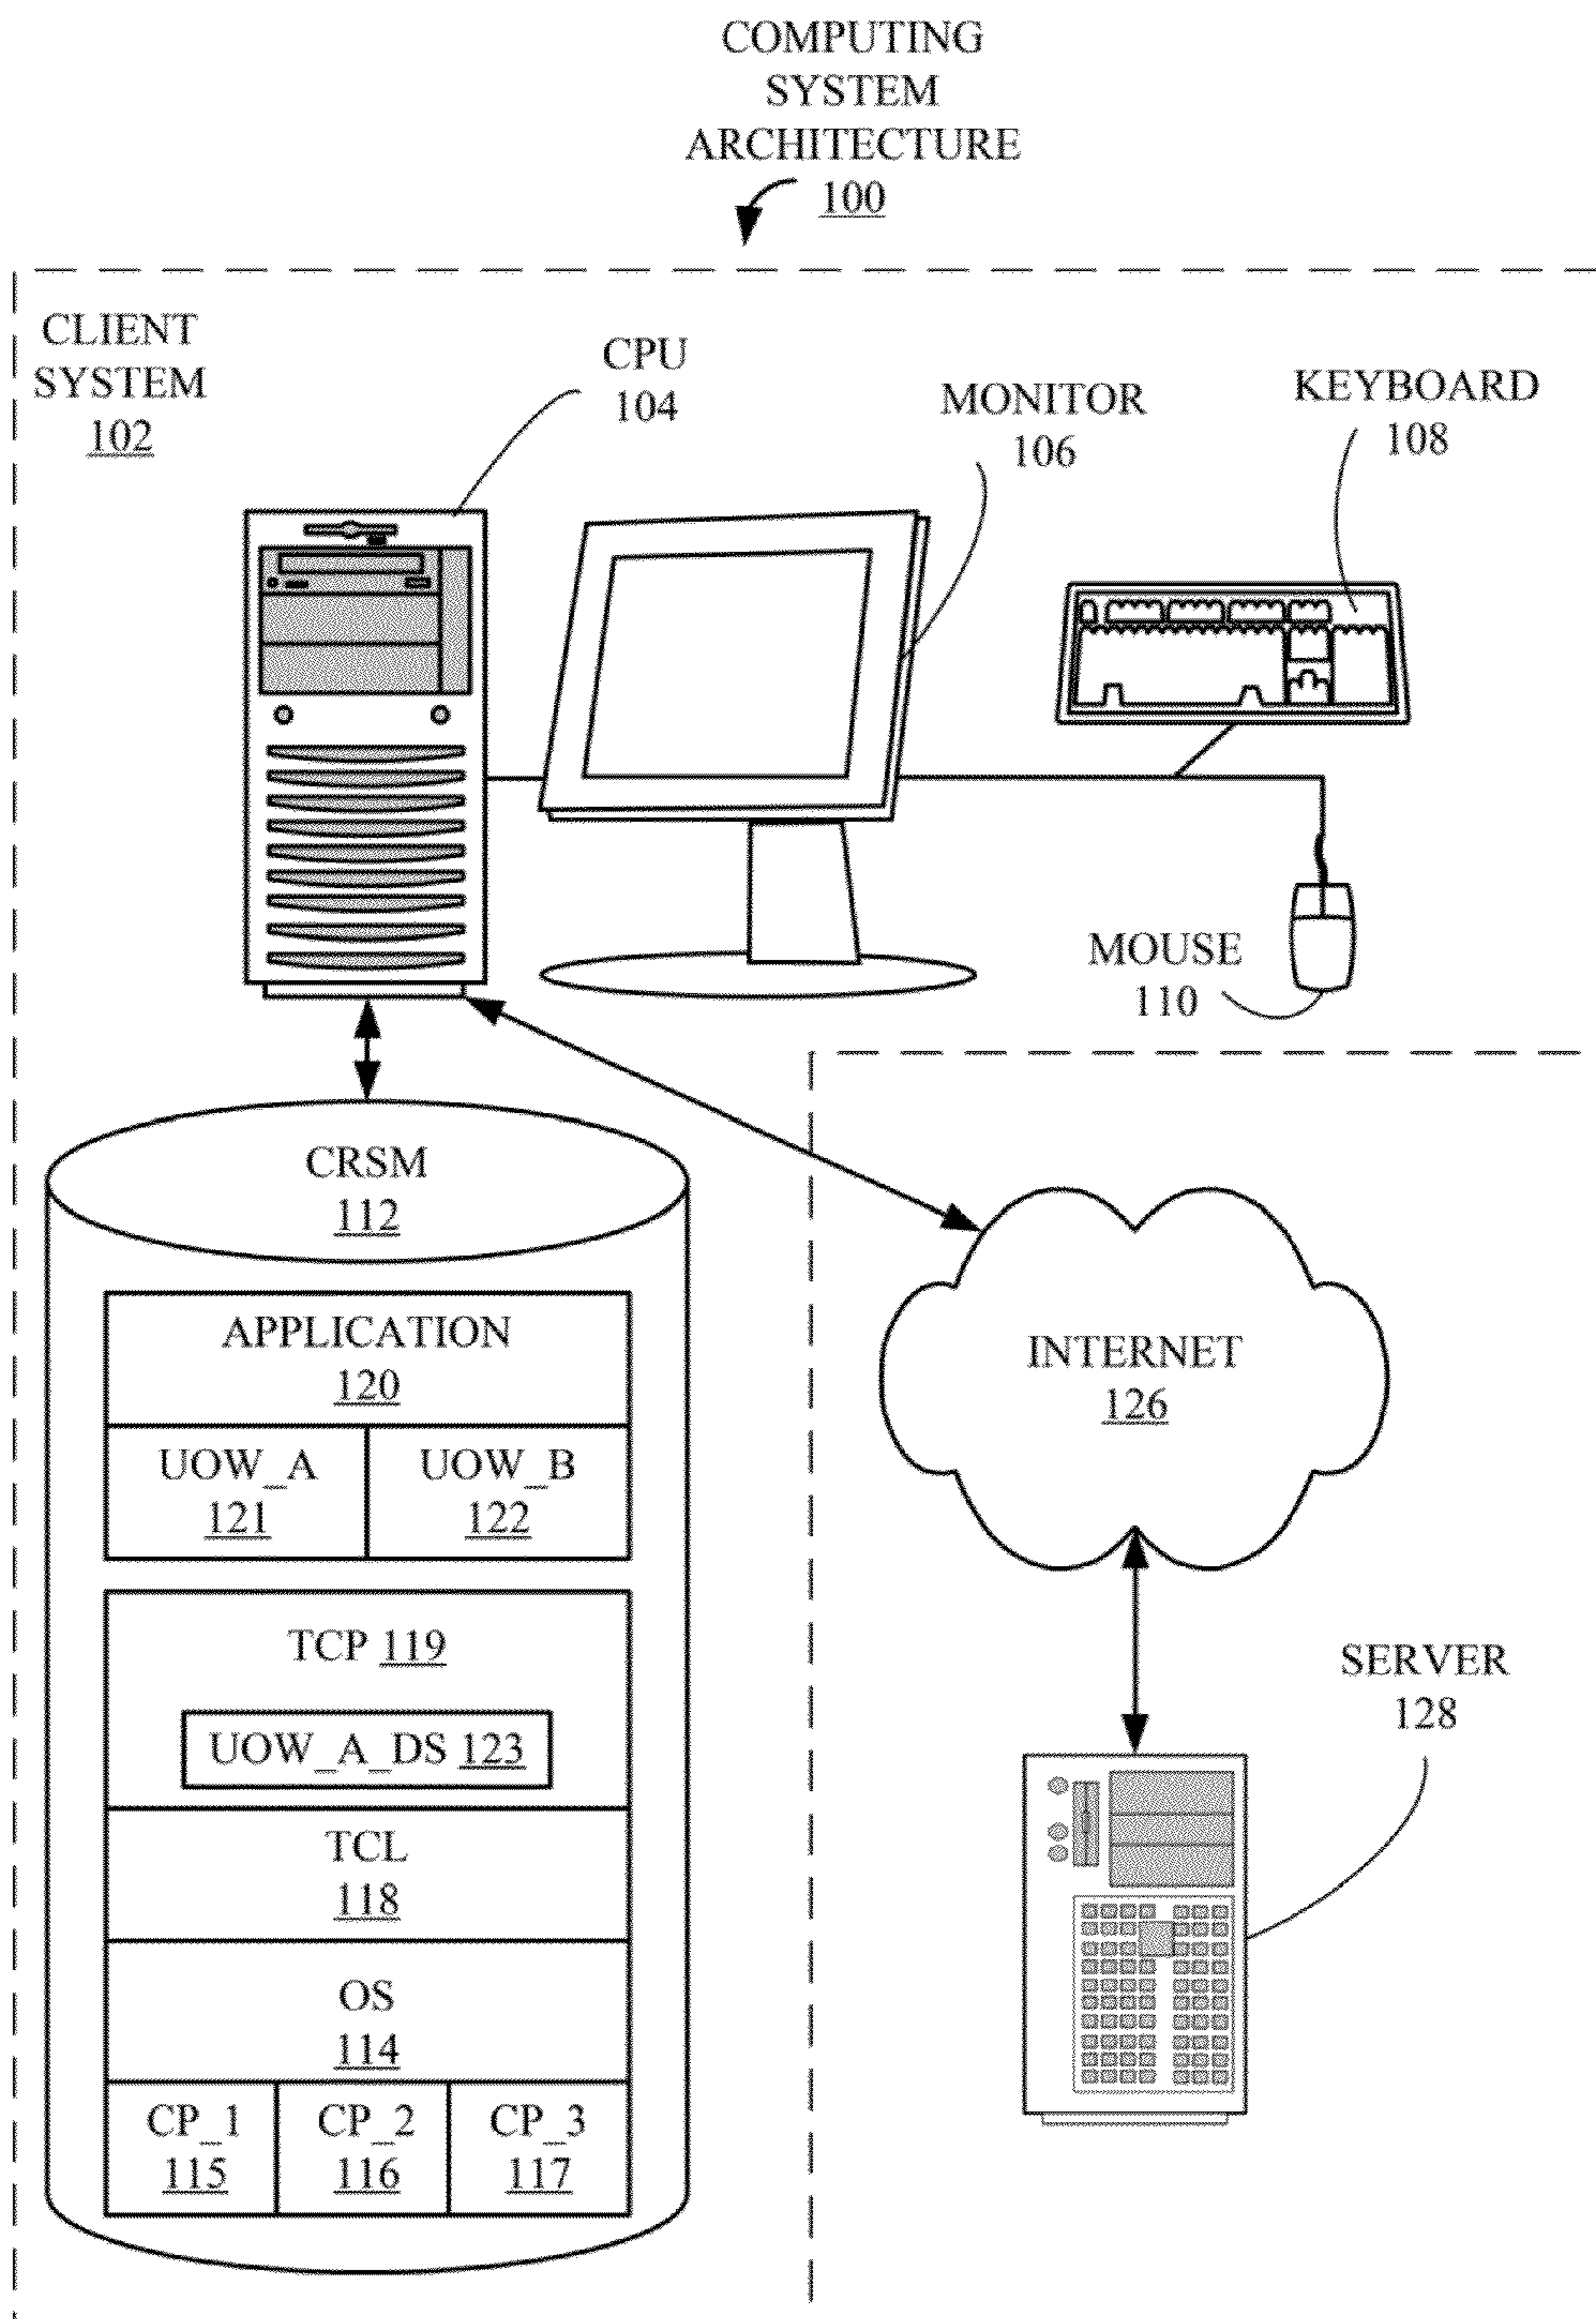 COMPUTING
SYSTEM
ARCHITECTURE
100
CLIENT
SYSTEM
102
CPU
104
MONITOR
106
KEYBOARD
108
MOUSE
110
CRSM
112
APPLICATION
120
UOW_A
121
UOW_B
122
TCP 119
UOW_A_DS 123
TCL
118
OS
114
CP_1
115
CP_2
116
CP_3
117
INTERNET
126
SERVER
128